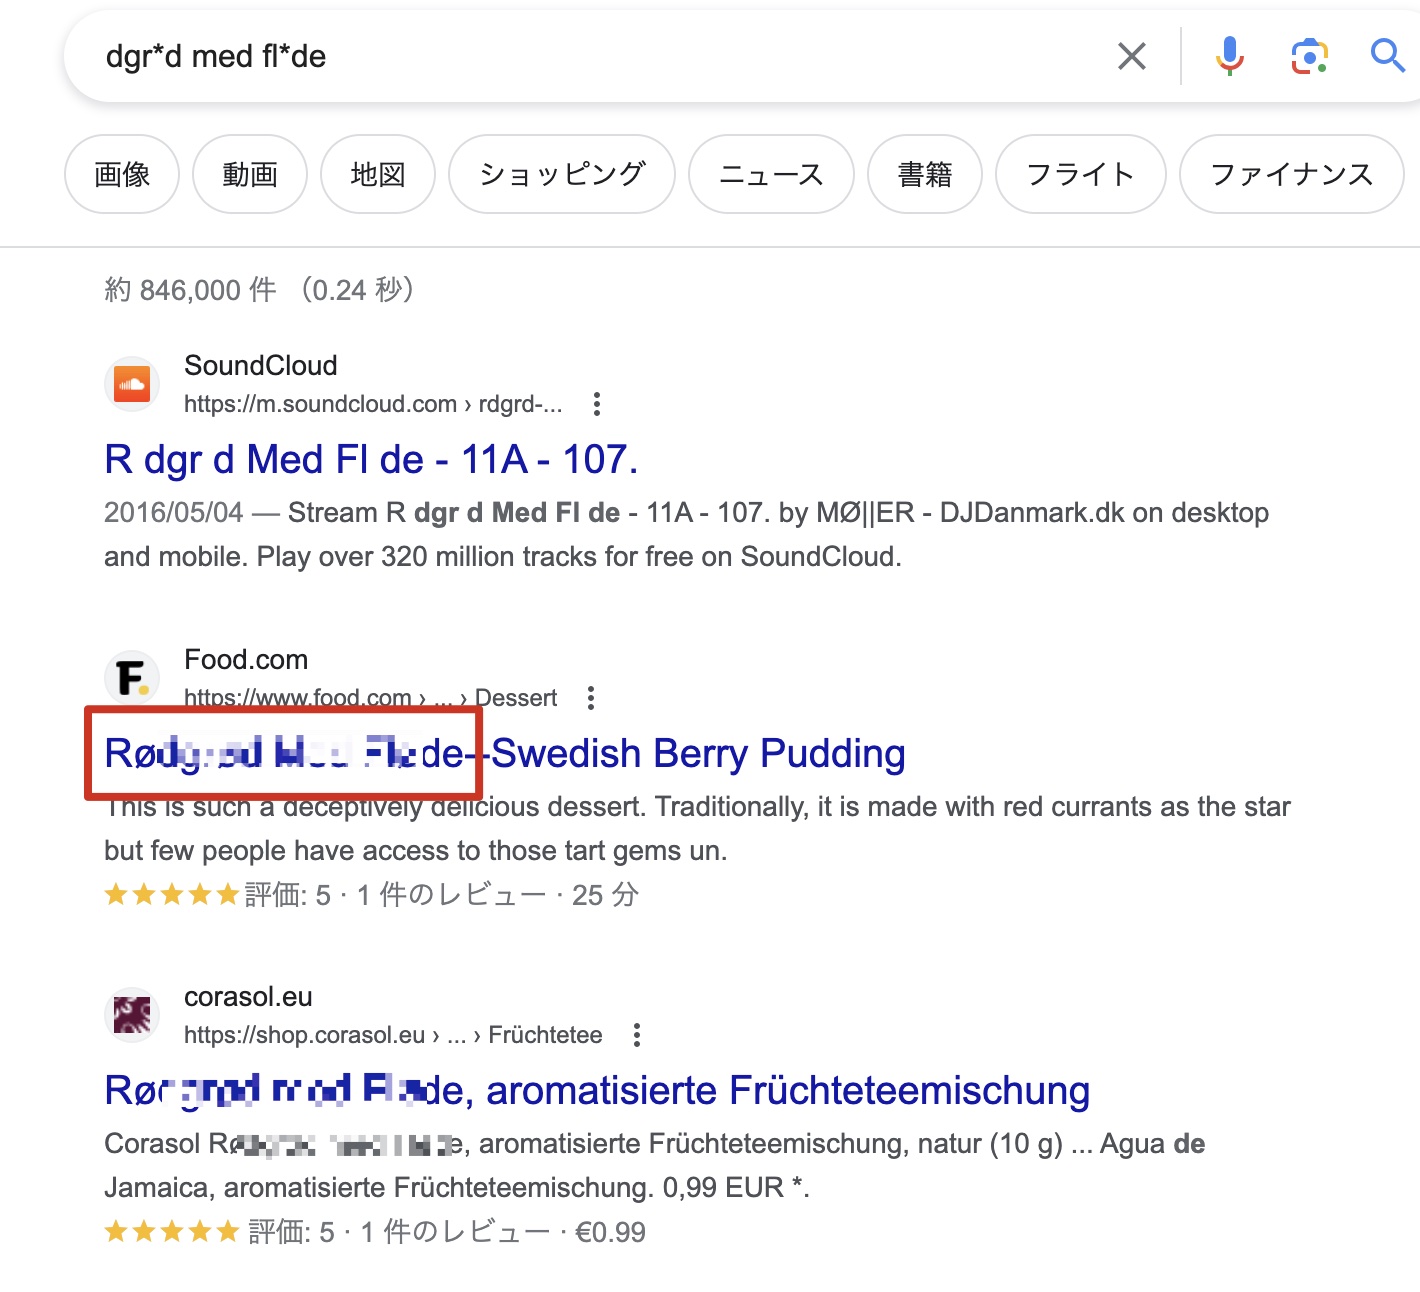 dgr*d med fl*de
画像 動画 地図 ショッピング ニュース 書籍 フライト ファイナンス
約 846,000 件 （0.24 秒）
SoundCloud
https://m.soundcloud.com › rdgrd-...
R dgr d Med Fl de - 11A - 107.
2016/05/04 — Stream R dgr d Med Fl de - 11A - 107. by MØ||ER - DJDanmark.dk on desktop
and mobile. Play over 320 million tracks for free on SoundCloud.
Food.com
https://www.food.com › ... › Dessert
--Swedish Berry Pudding
This is such a deceptively delicious dessert. Traditionally, it is made with red currants as the star
but few people have access to those tart gems un.
評価: 5 · 1 件のレビュー · 25 分
corasol.eu
https://shop.corasol.eu › ... › Früchtetee
aromatisierte Früchteteemischung
Corasol aromatisierte Früchteteemischung, natur (10 g) ... Agua de
Jamaica, aromatisierte Früchteteemischung. 0,99 EUR *.
評価: 5 · 1 件のレビュー · €0.99